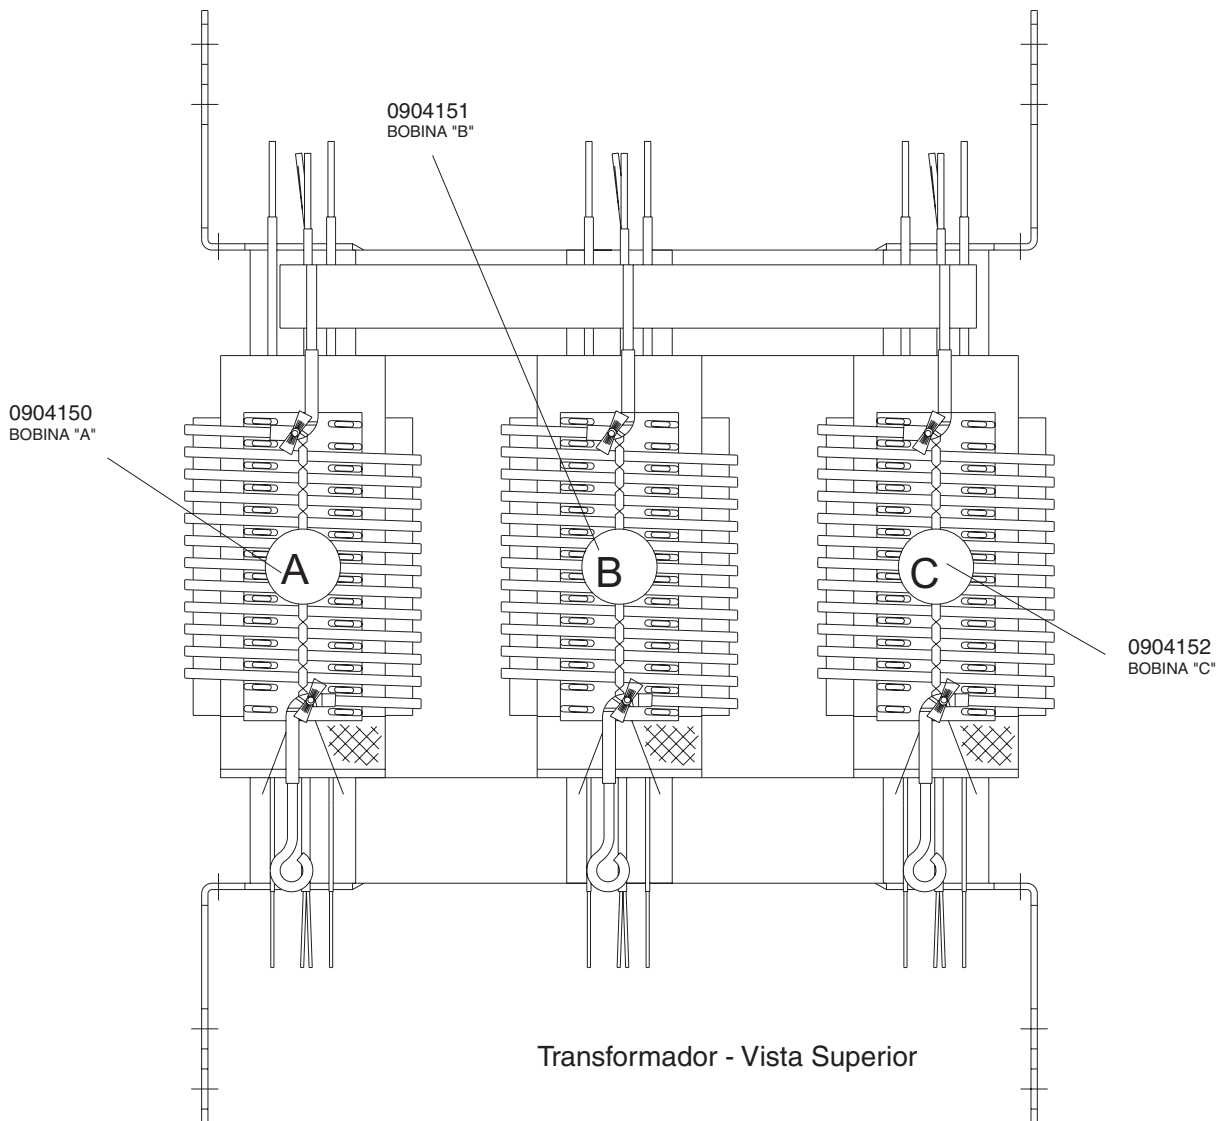 0904151
BOBINA "B"
0904150
BOBINA "A"
A
B
C
0904152
BOBINA "C"
Transformador - Vista Superior